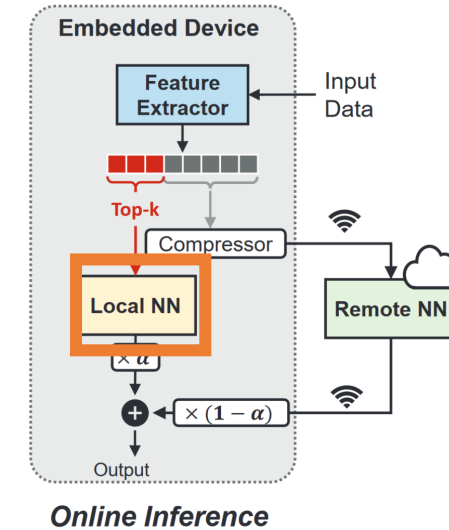 Embedded Device
Feature
Extractor
Input
Data
Top-k
Compressor
Local NN
Remote NN
× α
× (1 − α)
Output
Online Inference